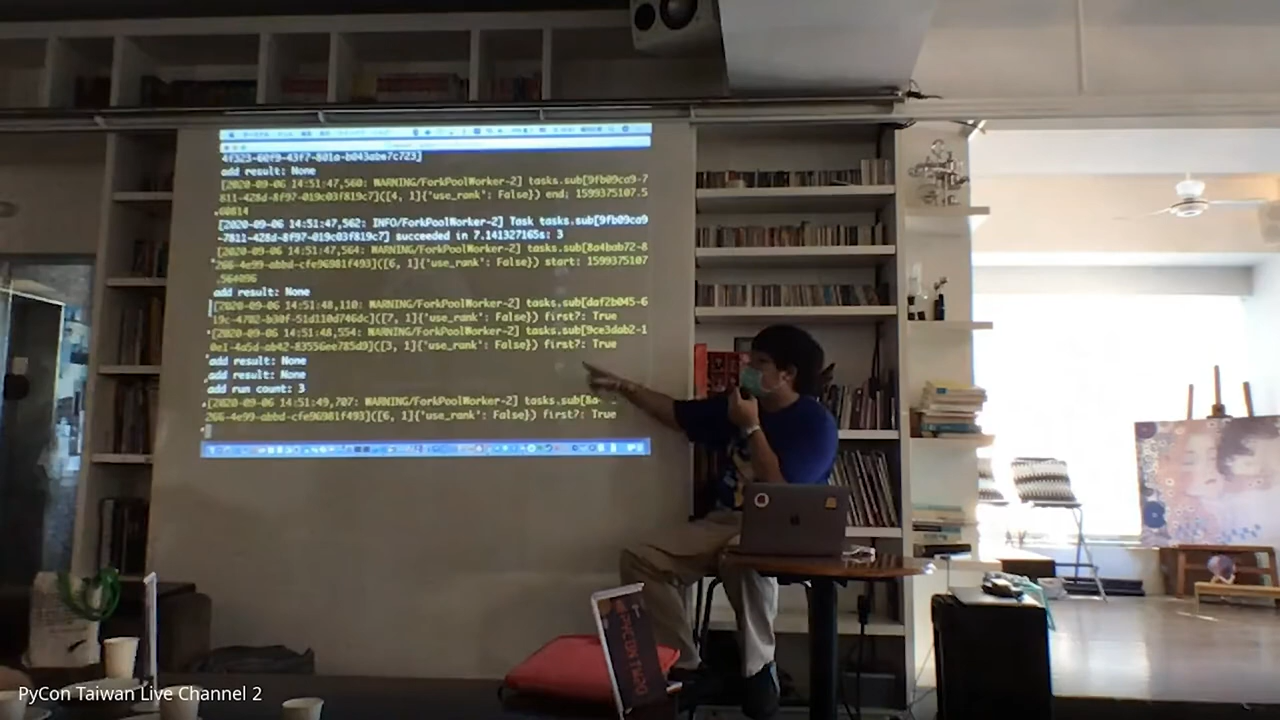 4f323-60f9-43f7-801a-b043abe7c723]
add result: None
[2020-09-06 14:51:47,560: WARNING/ForkPoolWorker-2] tasks.sub[9fb09ca9-7
811-428d-8f97-019c03f819c7]([4, 1]{'use_rank': False}) end: 1599375107.5
60814
[2020-09-06 14:51:47,562: INFO/ForkPoolWorker-2] Task tasks.sub[9fb09ca9
-7811-428d-8f97-019c03f819c7] succeeded in 7.141327165s: 3
[2020-09-06 14:51:47,564: WARNING/ForkPoolWorker-2] tasks.sub[8a4bab72-8
266-4e99-abbd-cfe96981f493]([6, 1]{'use_rank': False}) start: 1599375107
.564096
add result: None
[2020-09-06 14:51:48,110: WARNING/ForkPoolWorker-2] tasks.sub[daf2b045-6
19c-4782-b30f-51d110d746dc]([7, 1]{'use_rank': False}) first?: True
[2020-09-06 14:51:48,554: WARNING/ForkPoolWorker-2] tasks.sub[9ce3dab2-1
0e1-4a5d-ab42-83556ee785d9]([3, 1]{'use_rank': False}) first?: True
add result: None
add result: None
add run count: 3
[2020-09-06 14:51:49,707: WARNING/ForkPoolWorker-2] tasks.sub[8a
266-4e99-abbd-cfe96981f493]([6, 1]{'use_rank': False}) first?: True
PYCON TAIWAN
PyCon Taiwan Live Channel 2